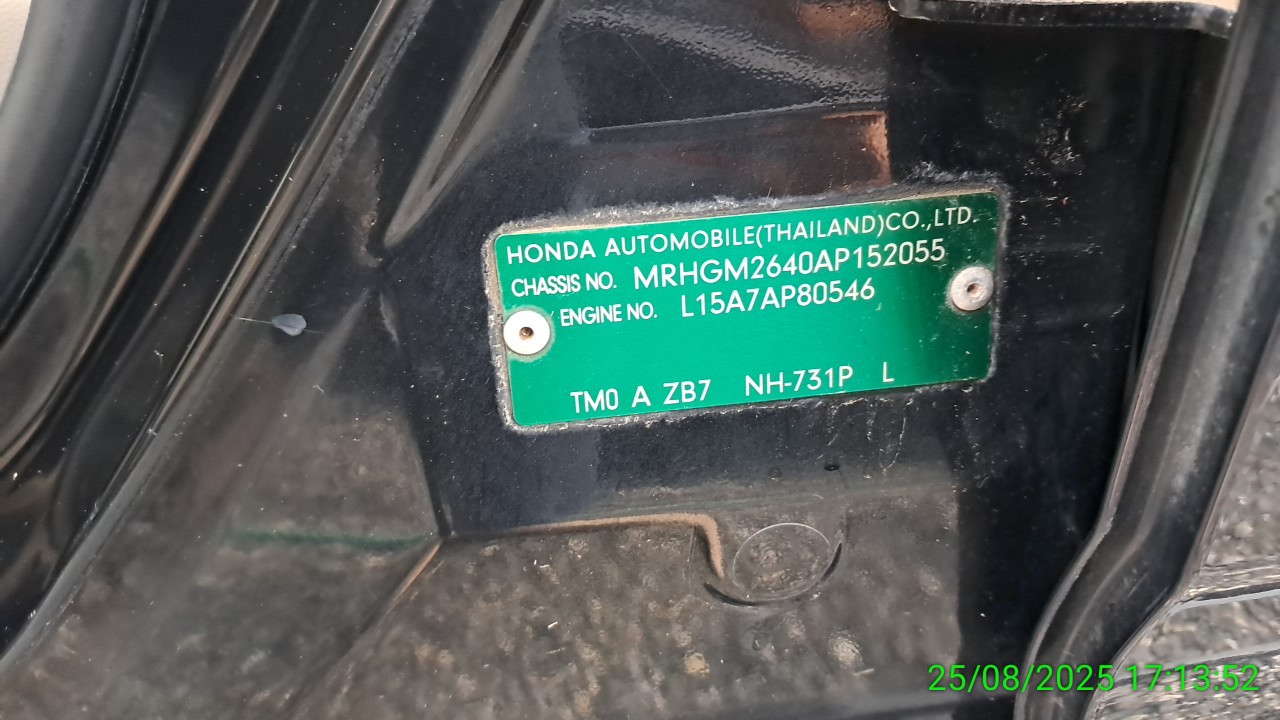 HONDA AUTOMOBILE(THAILAND)CO.,LTD.
CHASSIS NO. MRHGM2640AP152055
ENGINE NO. L15A7AP80546
TM0 A ZB7 NH-731P L
25/08/2025 17:13:52